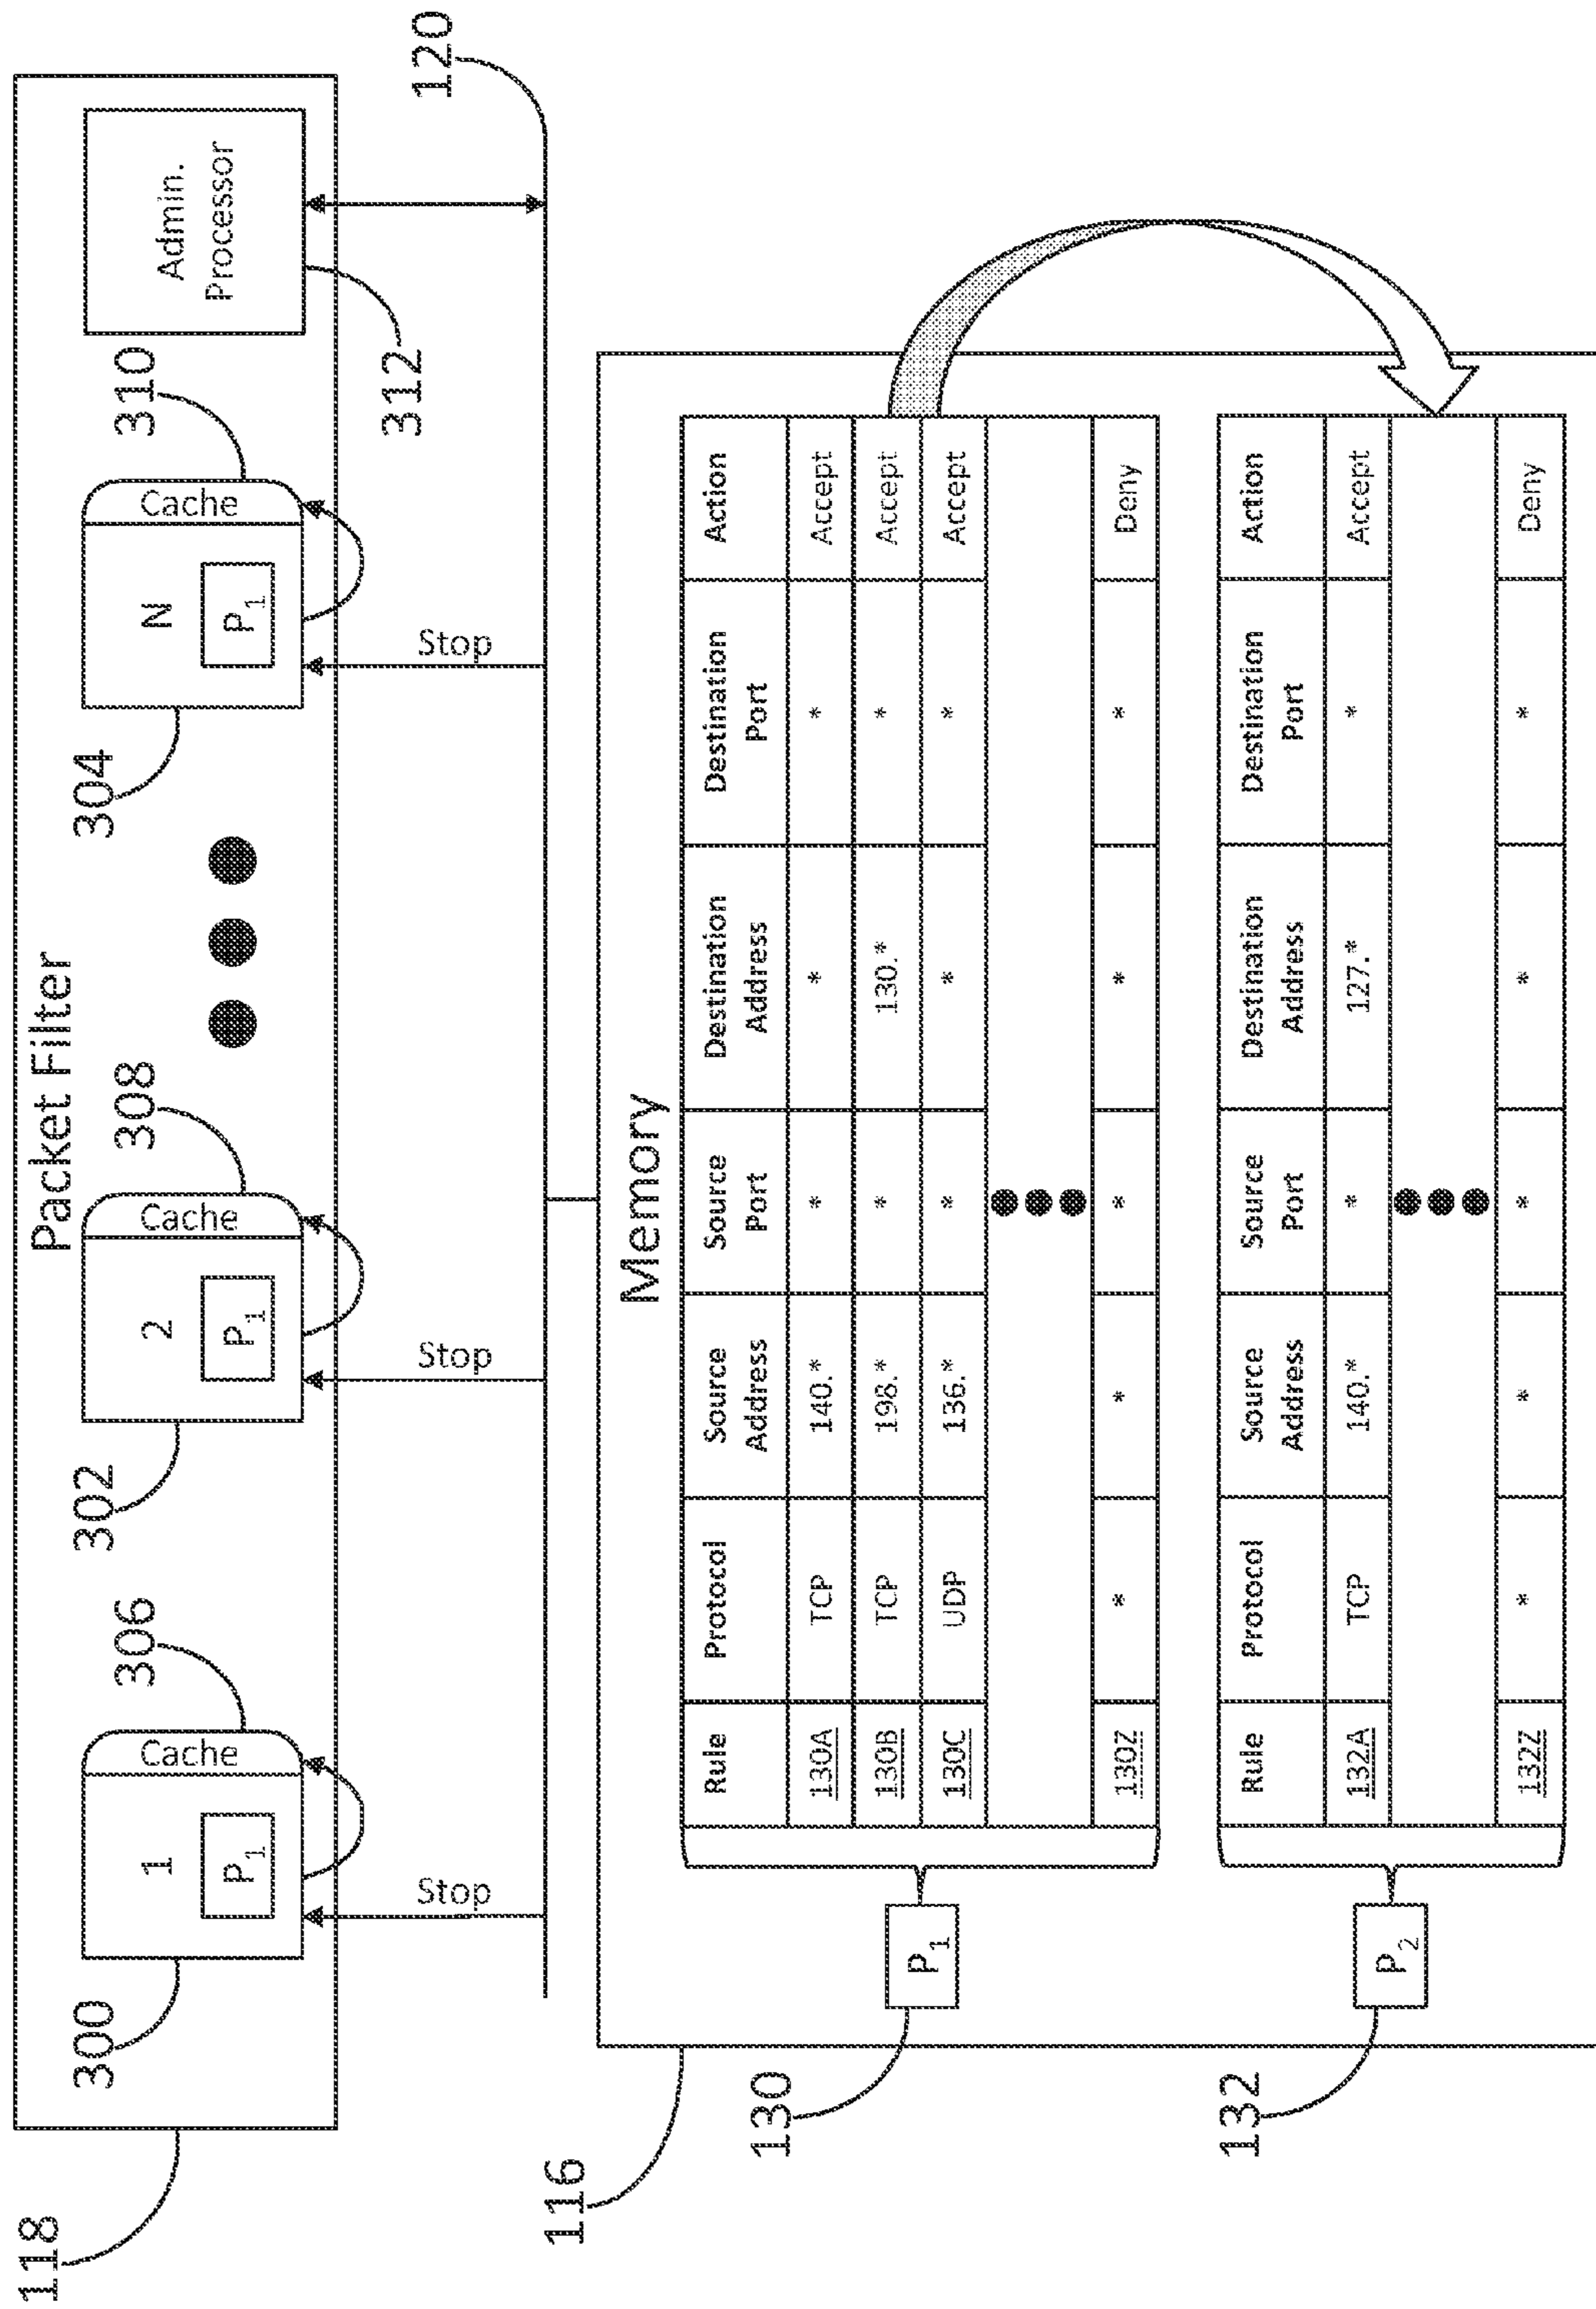 118
Packet Filter
300
1
P1
Cache
306
302
2
P1
Cache
308
304
N
P1
Cache
310
Admin.
Processor
312
Stop
Stop
Stop
120
116
Memory
130
P1
Rule Protocol Source Address Source Port Destination Address Destination Port Action
130A TCP 140.* * * * Accept
130B TCP 198.* * 130.* * Accept
130C UDP 136.* * * * Accept
130Z * * * * * Deny
132
P2
Rule Protocol Source Address Source Port Destination Address Destination Port Action
132A TCP 140.* * 127.* * Accept
132Z * * * * * Deny